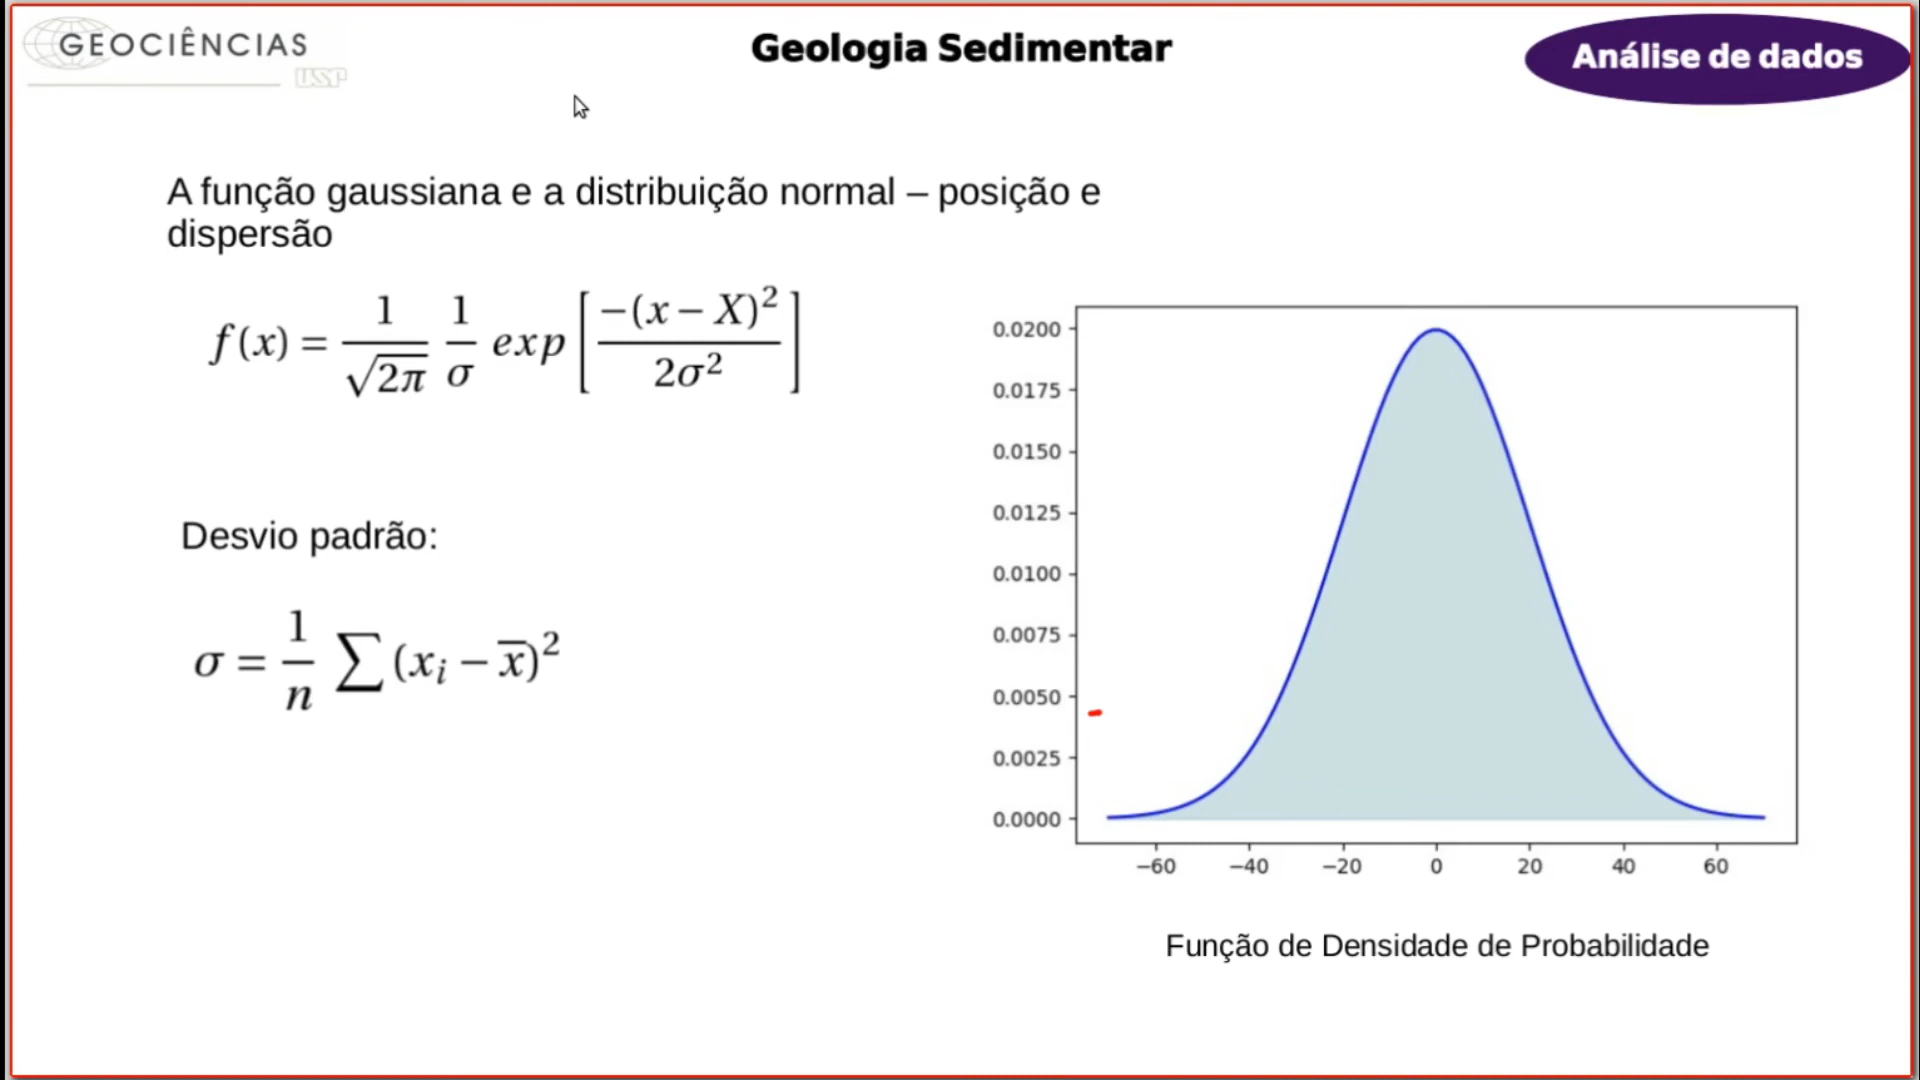 GEOCIÊNCIAS
USP
Geologia Sedimentar
Análise de dados
A função gaussiana e a distribuição normal – posição e
dispersão
f(x) = 1/√2π 1/σ exp [−(x − X)²/2σ²]
Desvio padrão:
σ = 1/n ∑ (xᵢ − x̅)²
0.0200
0.0175
0.0150
0.0125
0.0100
0.0075
0.0050
0.0025
0.0000
−60 −40 −20 0 20 40 60
Função de Densidade de Probabilidade